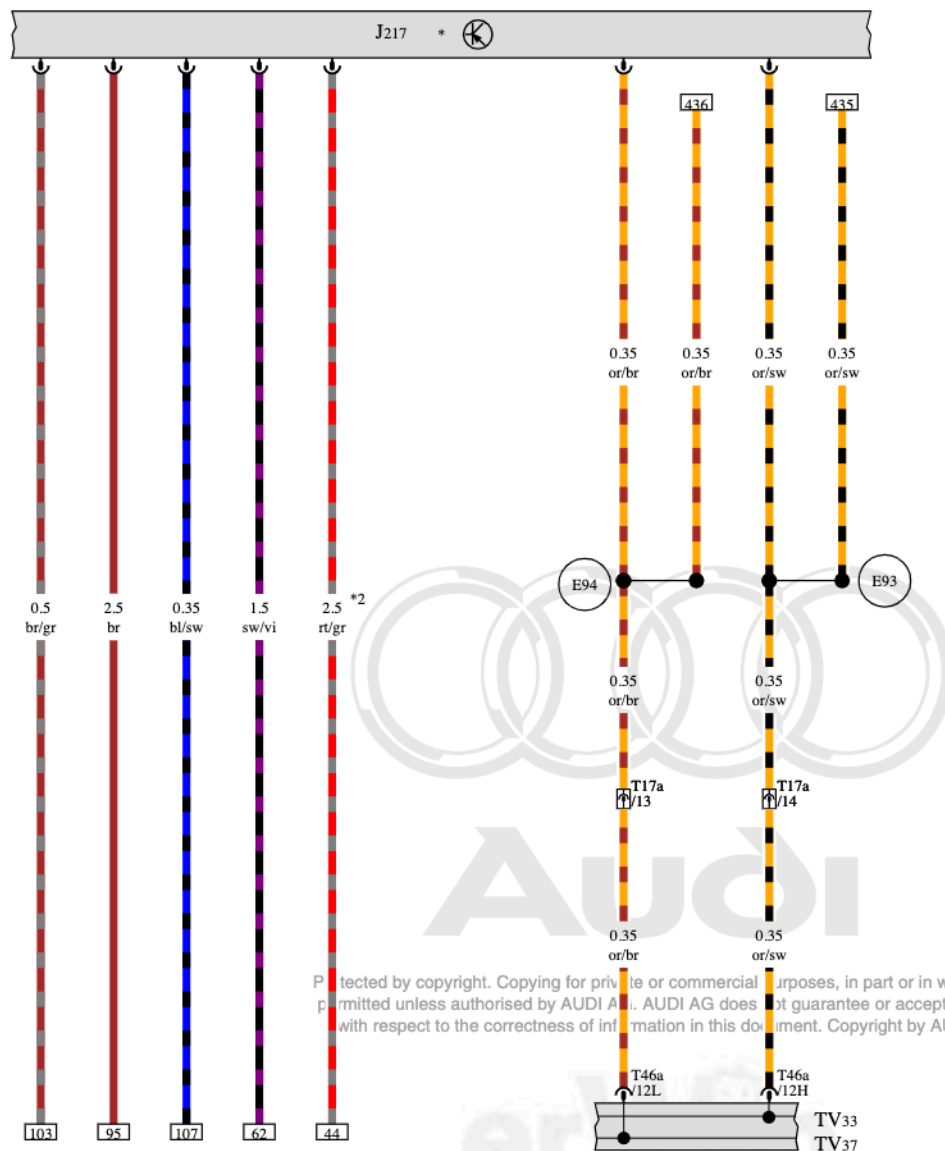 J217 *
436
435
0.35
or/br
0.35
or/br
0.35
or/sw
0.35
or/sw
E94
E93
0.5
br/gr
2.5
br
0.35
bl/sw
1.5
sw/vi
2.5 *2
rt/gr
0.35
or/br
0.35
or/sw
T17a
/13
T17a
/14
Audi
0.35
or/br
0.35
or/sw
P tected by copyright. Copying for priv te or commercial urposes, in part or in w
p rmitted unless authorised by AUDI A . AUDI AG does ot guarantee or accept
with respect to the correctness of inf rmation in this do ument. Copyright by AU
T46a
/12L
T46a
/12H
103
95
107
62
44
TV33
TV37